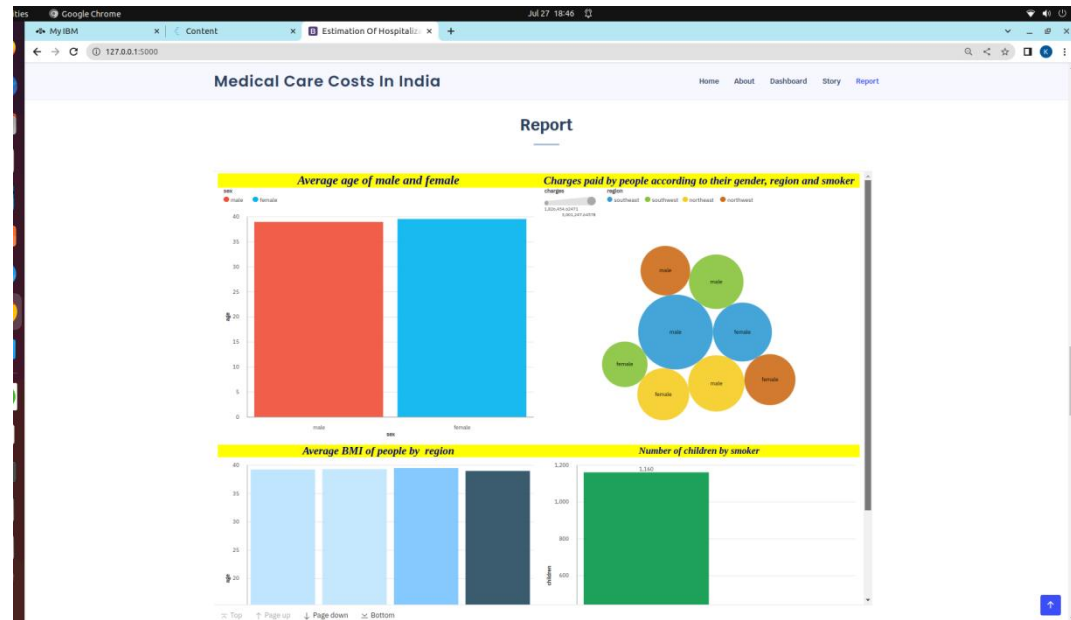 ties Google Chrome Jul 27 18:46
My IBM × Content × Estimation Of Hospitaliz × +
127.0.0.1:5000 K
Medical Care Costs In India Home About Dashboard Story Report
Report
Average age of male and female
sex
male female
40
35
30
25
age 20
15
10
5
0
male female
sex
Charges paid by people according to their gender, region and smoker
charges region
southeast southwest northeast northwest
male
male
male female
female
male female
female
Average BMI of people by region
40
35
30
25
age 20
Number of children by smoker
1,200
1,160
1,000
800
children 600
Top Page up Page down Bottom